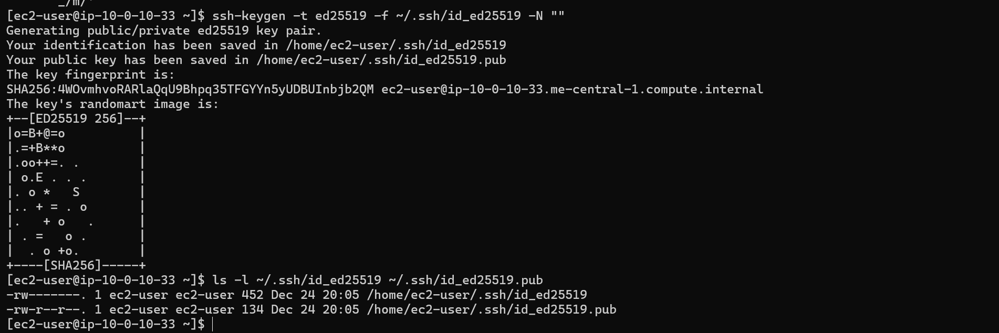 _/m/'
[ec2-user@ip-10-0-10-33 ~]$ ssh-keygen -t ed25519 -f ~/.ssh/id_ed25519 -N ""
Generating public/private ed25519 key pair.
Your identification has been saved in /home/ec2-user/.ssh/id_ed25519
Your public key has been saved in /home/ec2-user/.ssh/id_ed25519.pub
The key fingerprint is:
SHA256:4WOvmhvoRARlaQqU9Bhpq35TFGYYn5yUDBUInbjb2QM ec2-user@ip-10-0-10-33.me-central-1.compute.internal
The key's randomart image is:
+--[ED25519 256]--+
|o=B+@=o          |
|.=+B**o          |
|.oo++=. .        |
| o.E . . .       |
|. o *   S        |
|.. + = . o       |
|.   + o   .      |
| . =   o .       |
|  . o +o.        |
+----[SHA256]-----+
[ec2-user@ip-10-0-10-33 ~]$ ls -l ~/.ssh/id_ed25519 ~/.ssh/id_ed25519.pub
-rw-------. 1 ec2-user ec2-user 452 Dec 24 20:05 /home/ec2-user/.ssh/id_ed25519
-rw-r--r--. 1 ec2-user ec2-user 134 Dec 24 20:05 /home/ec2-user/.ssh/id_ed25519.pub
[ec2-user@ip-10-0-10-33 ~]$